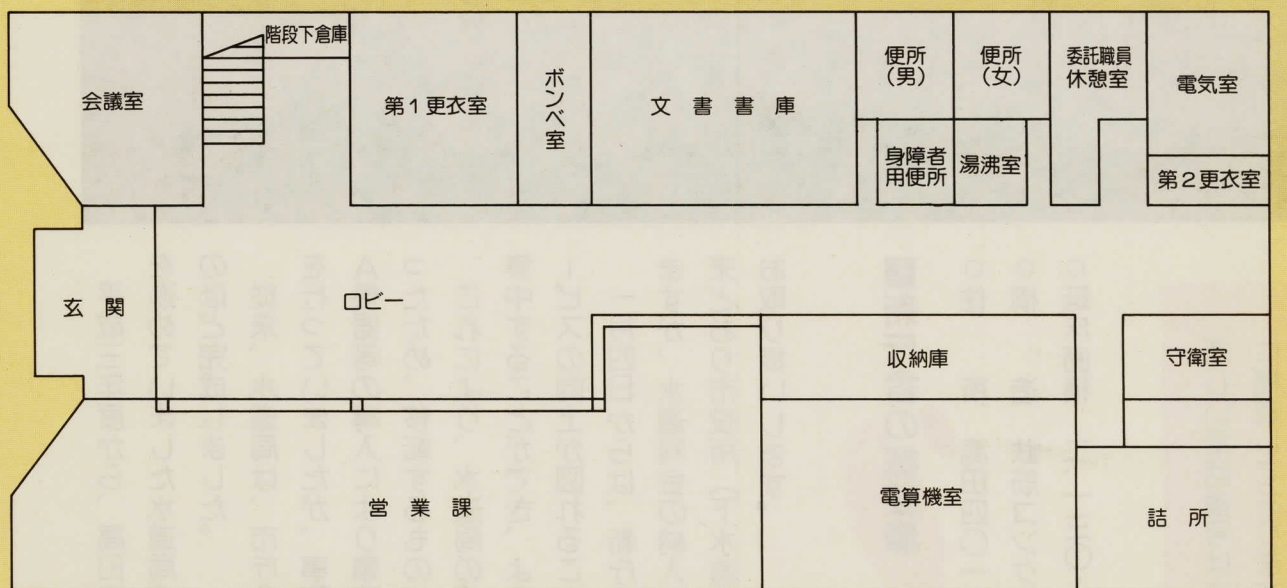 階段下倉庫
会議室
第1更衣室
ボンベ室
文書書庫
便所
(男)
便所
(女)
委託職員
休憩室
電気室
身障者
用便所
湯沸室
第2更衣室
玄関
ロビー
収納庫
守衛室
営業課
電算機室
詰所